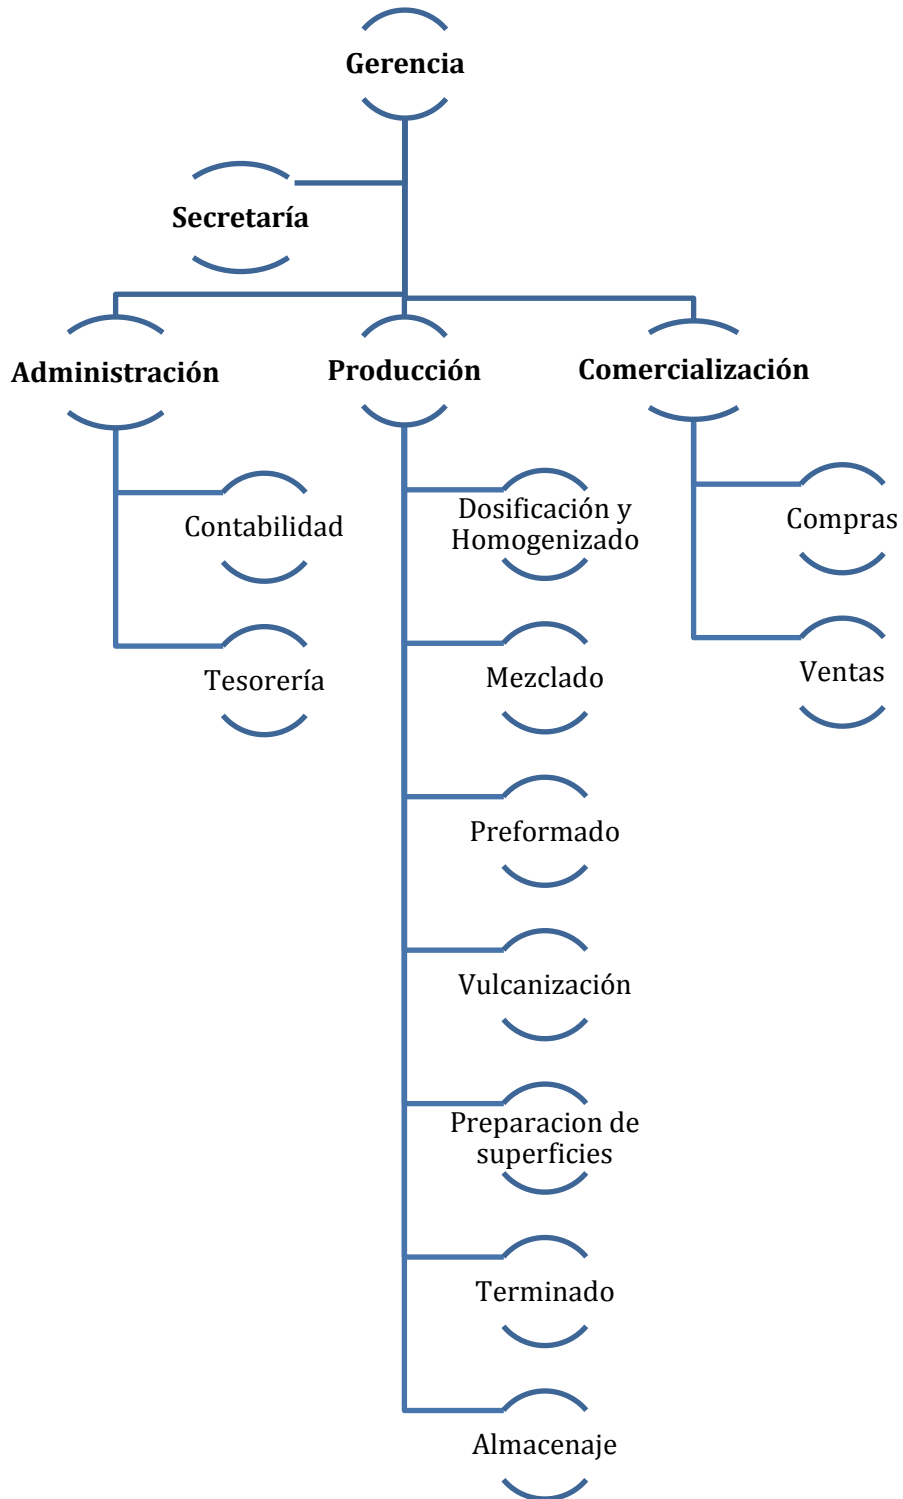 Gerencia
Secretaría
Administración
Producción
Comercialización
Contabilidad
Tesorería
Dosificación y
Homogenizado
Mezclado
Preformado
Vulcanización
Preparacion de
superficies
Terminado
Almacenaje
Compras
Ventas